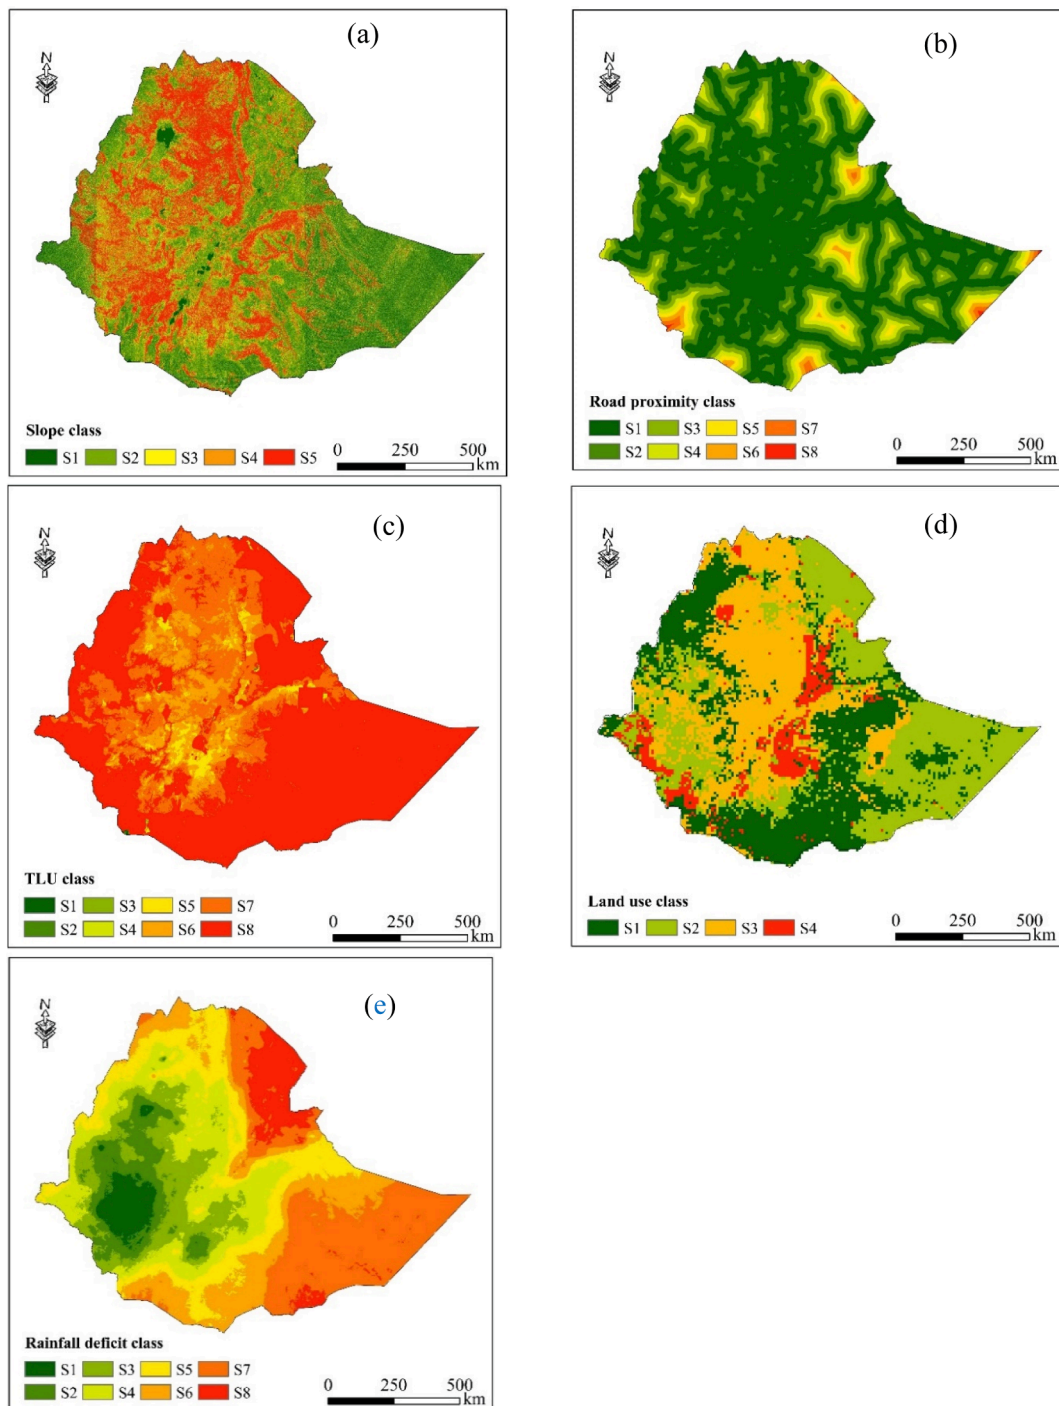 (a)
N
Slope class
S1 S2 S3 S4 S5
0 250 500
km
(b)
N
Road proximity class
S1 S3 S5 S7
S2 S4 S6 S8
0 250 500
km
(c)
N
TLU class
S1 S3 S5 S7
S2 S4 S6 S8
0 250 500
km
(d)
N
Land use class
S1 S2 S3 S4
0 250 500
km
(e)
N
Rainfall deficit class
S1 S3 S5 S7
S2 S4 S6 S8
0 250 500
km